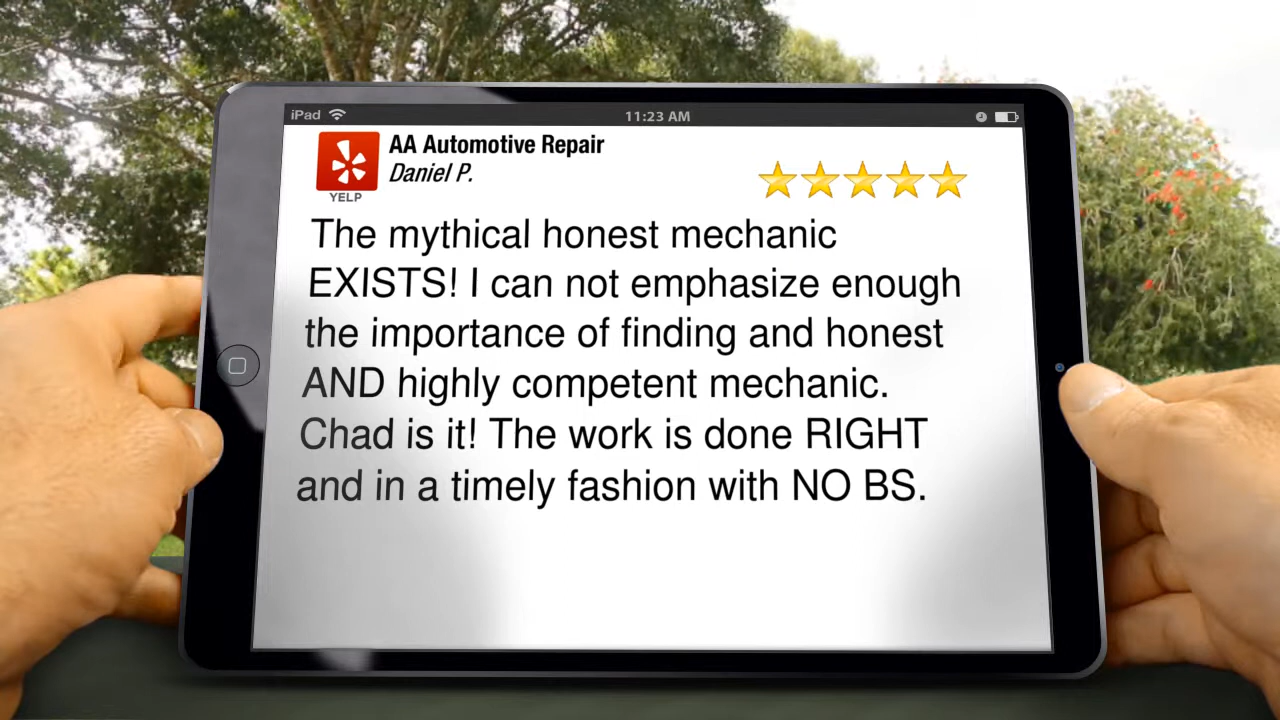 iPad 11:23 AM
AA Automotive Repair
Daniel P.
YELP
The mythical honest mechanic
EXISTS! I can not emphasize enough
the importance of finding and honest
AND highly competent mechanic.
Chad is it! The work is done RIGHT
and in a timely fashion with NO BS.